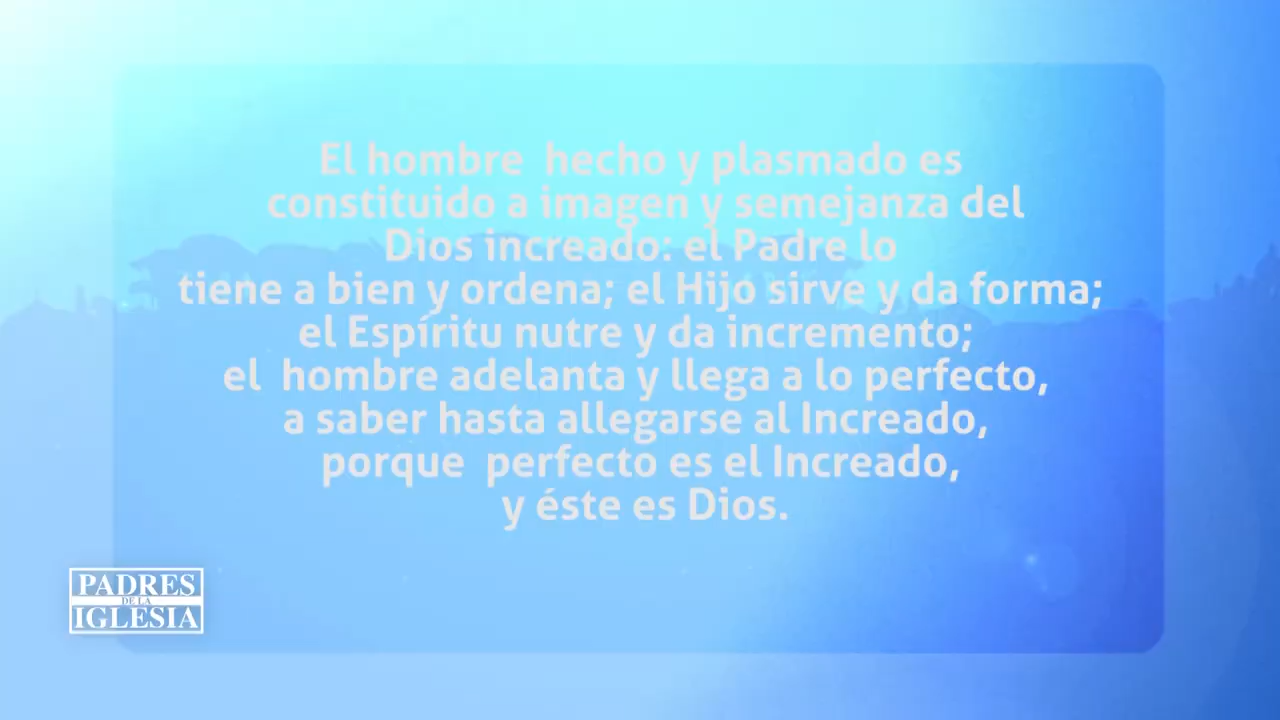 El hombre  hecho y plasmado es
constituido a imagen y semejanza del
Dios increado: el Padre lo
tiene a bien y ordena; el Hijo sirve y da forma;
el Espíritu nutre y da incremento;
el  hombre adelanta y llega a lo perfecto,
a saber hasta allegarse al Increado,
porque  perfecto es el Increado,
y éste es Dios.
PADRES
DE LA
IGLESIA